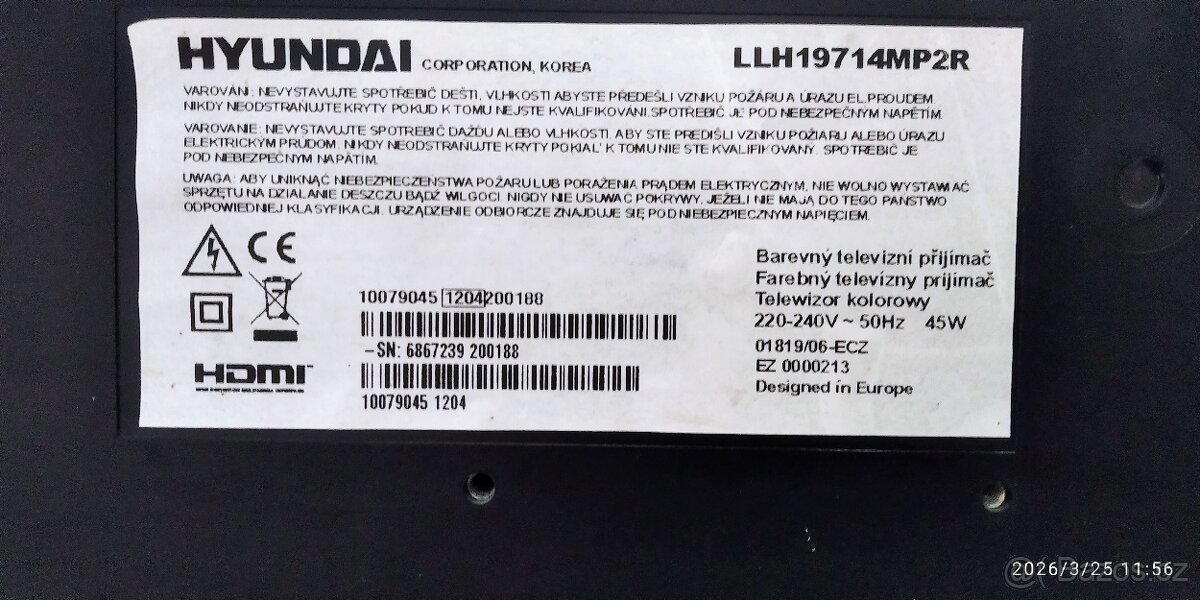 HYUNDAI CORPORATION, KOREA
LLH19714MP2R
VAROVÁNÍ: NEVYSTAVUJTE SPOTŘEBIČ DEŠTI, VLHKOSTI ABYSTE PŘEDEŠLI VZNIKU POŽÁRU A ÚRAZU EL.PROUDEM.
NIKDY NEODSTRAŇUJTE KRYTY POKUD K TOMU NEJSTE KVALIFIKOVÁNI.SPOTŘEBIČ JE POD NEBEZPEČNÝM NAPĚTÍM.
VAROVANIE: NEVYSTAVUJTE SPOTREBIČ DAŽĎU ALEBO VLHKOSTI, ABY STE PREDIŠLI VZNIKU POŽIARU ALEBO ÚRAZU
ELEKTRICKÝM PRÚDOM. NIKDY NEODSTRAŇUJTE KRYTY POKIAL' K TOMU NIE STE KVALIFIKOVANÝ. SPOTREBIČ JE
POD NEBEZPEČNÝM NAPÄTÍM.
UWAGA: ABY UNIKNĄĆ NIEBEZPIECZEŃSTWA POŻARU LUB PORAŻENIA PRĄDEM ELEKTRYCZNYM, NIE WOLNO WYSTAWIAĆ
SPRZĘTU NA DZIAŁANIE DESZCZU BĄDŹ WILGOCI. NIGDY NIE USUWAĆ POKRYWY, JEŻELI NIE MAJĄ DO TEGO PAŃSTWO
ODPOWIEDNIEJ KLASYFIKACJI. URZĄDZENIE ODBIORCZE ZNAJDUJE SIĘ POD NIEBEZPIECZNYM NAPIĘCIEM.
CE
10079045 1204 200188
-SN: 6867239 200188
10079045 1204
HDMI
Barevný televizní přijímač
Farebný televízny prijímač
Telewizor kolorowy
220-240V ~ 50Hz 45W
01819/06-ECZ
EZ 0000213
Designed in Europe
@Bazos.cz
2026/3/25 11:56